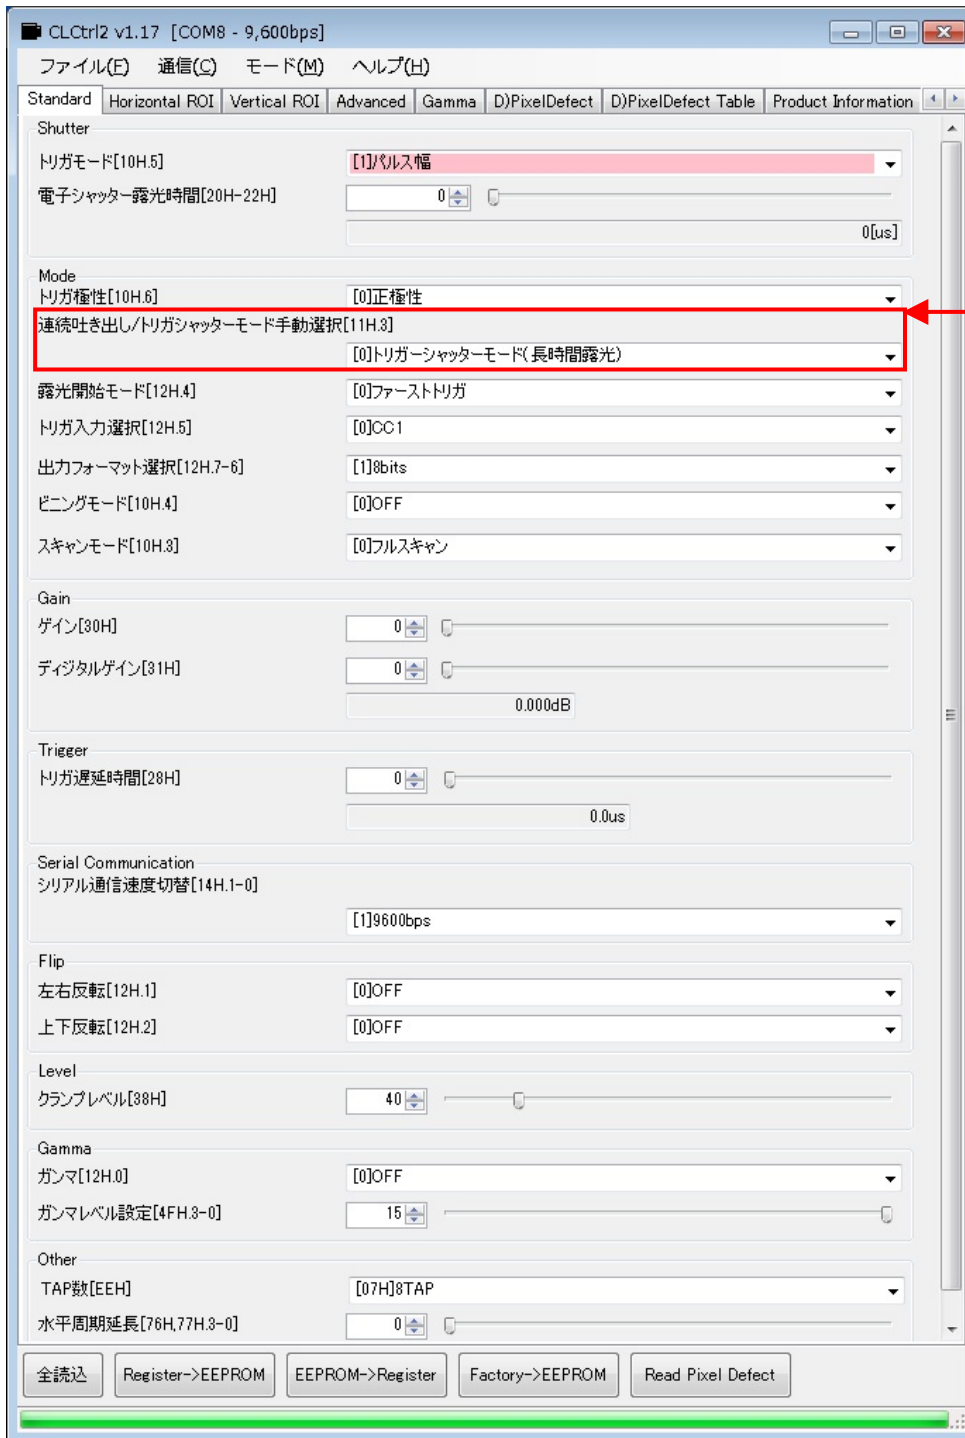 CLCtrl2 v1.17 [COM8 - 9,600bps]
ファイル(F) 通信(C) モード(M) ヘルプ(H)
Standard Horizontal ROI Vertical ROI Advanced Gamma D)PixelDefect D)PixelDefect Table Product Information
Shutter
トリガモード[10H.5] [1]パルス幅
電子シャッター露光時間[20H-22H] 0
0[us]
Mode
トリガ極性[10H.6] [0]正極性
連続吐き出し/トリガシャッターモード手動選択[11H.3]
[0]トリガーシャッターモード(長時間露光)
露光開始モード[12H.4] [0]ファーストトリガ
トリガ入力選択[12H.5] [0]CC1
出力フォーマット選択[12H.7-6] [1]8bits
ビニングモード[10H.4] [0]OFF
スキャンモード[10H.3] [0]フルスキャン
Gain
ゲイン[30H] 0
ディジタルゲイン[31H] 0
0.000dB
Trigger
トリガ遅延時間[28H] 0
0.0us
Serial Communication
シリアル通信速度切替[14H.1-0]
[1]9600bps
Flip
左右反転[12H.1] [0]OFF
上下反転[12H.2] [0]OFF
Level
クランプレベル[38H] 40
Gamma
ガンマ[12H.0] [0]OFF
ガンマレベル設定[4FH.3-0] 15
Other
TAP数[EEH] [07H]8TAP
水平周期延長[76H,77H.3-0] 0
全読込 Register->EEPROM EEPROM->Register Factory->EEPROM Read Pixel Defect